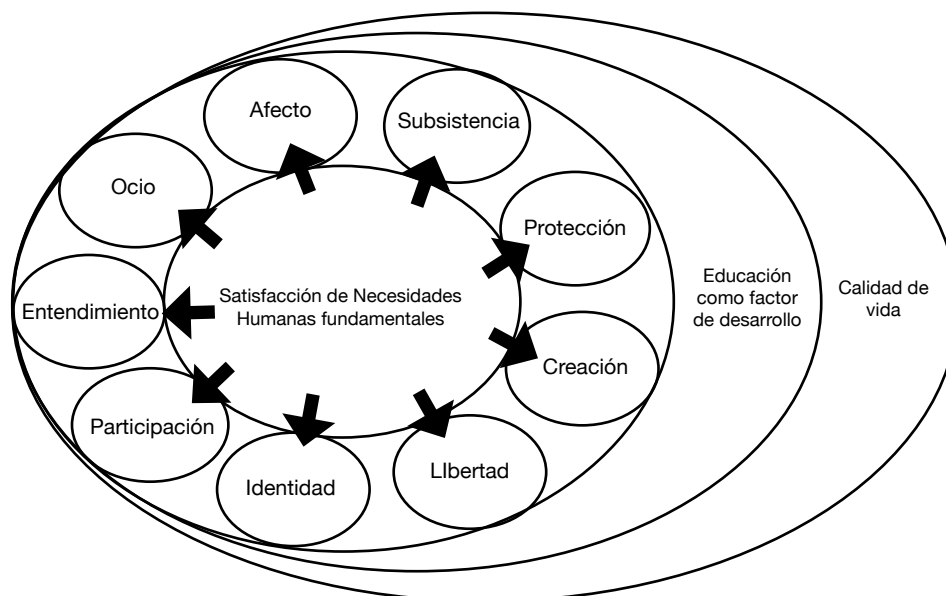 Afecto
Subsistencia
Ocio
Protección
Entendimiento
Satisfacción de Necesidades
Humanas fundamentales
Educación
como factor
de desarrollo
Calidad de
vida
Creación
Participación
LIbertad
Identidad